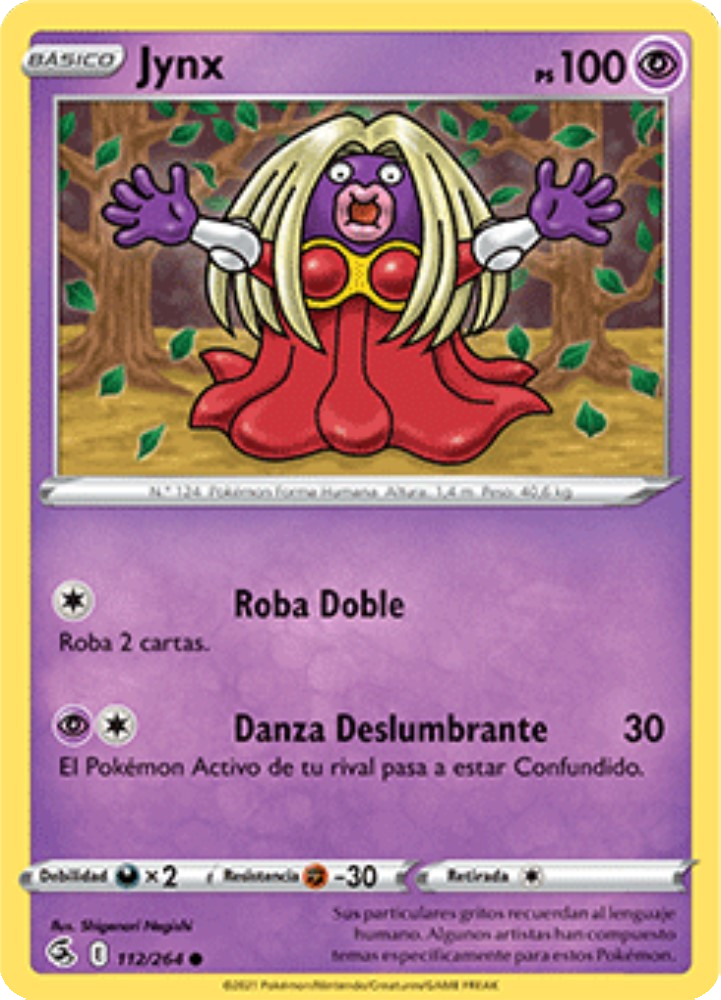 BÁSICO Jynx PS 100
N.º 124 Pokémon Forma Humana Altura: 1,4 m Peso: 40,6 kg
Roba Doble
Roba 2 cartas.
Danza Deslumbrante 30
El Pokémon Activo de tu rival pasa a estar Confundido.
Debilidad ×2 Resistencia -30 Retirada
Ilus. Shigenori Negishi
Sus particulares gritos recuerdan al lenguaje
humano. Algunos artistas han compuesto
temas específicamente para estos Pokémon.
E 112/264
©2021 Pokémon/Nintendo/Creatures/GAME FREAK